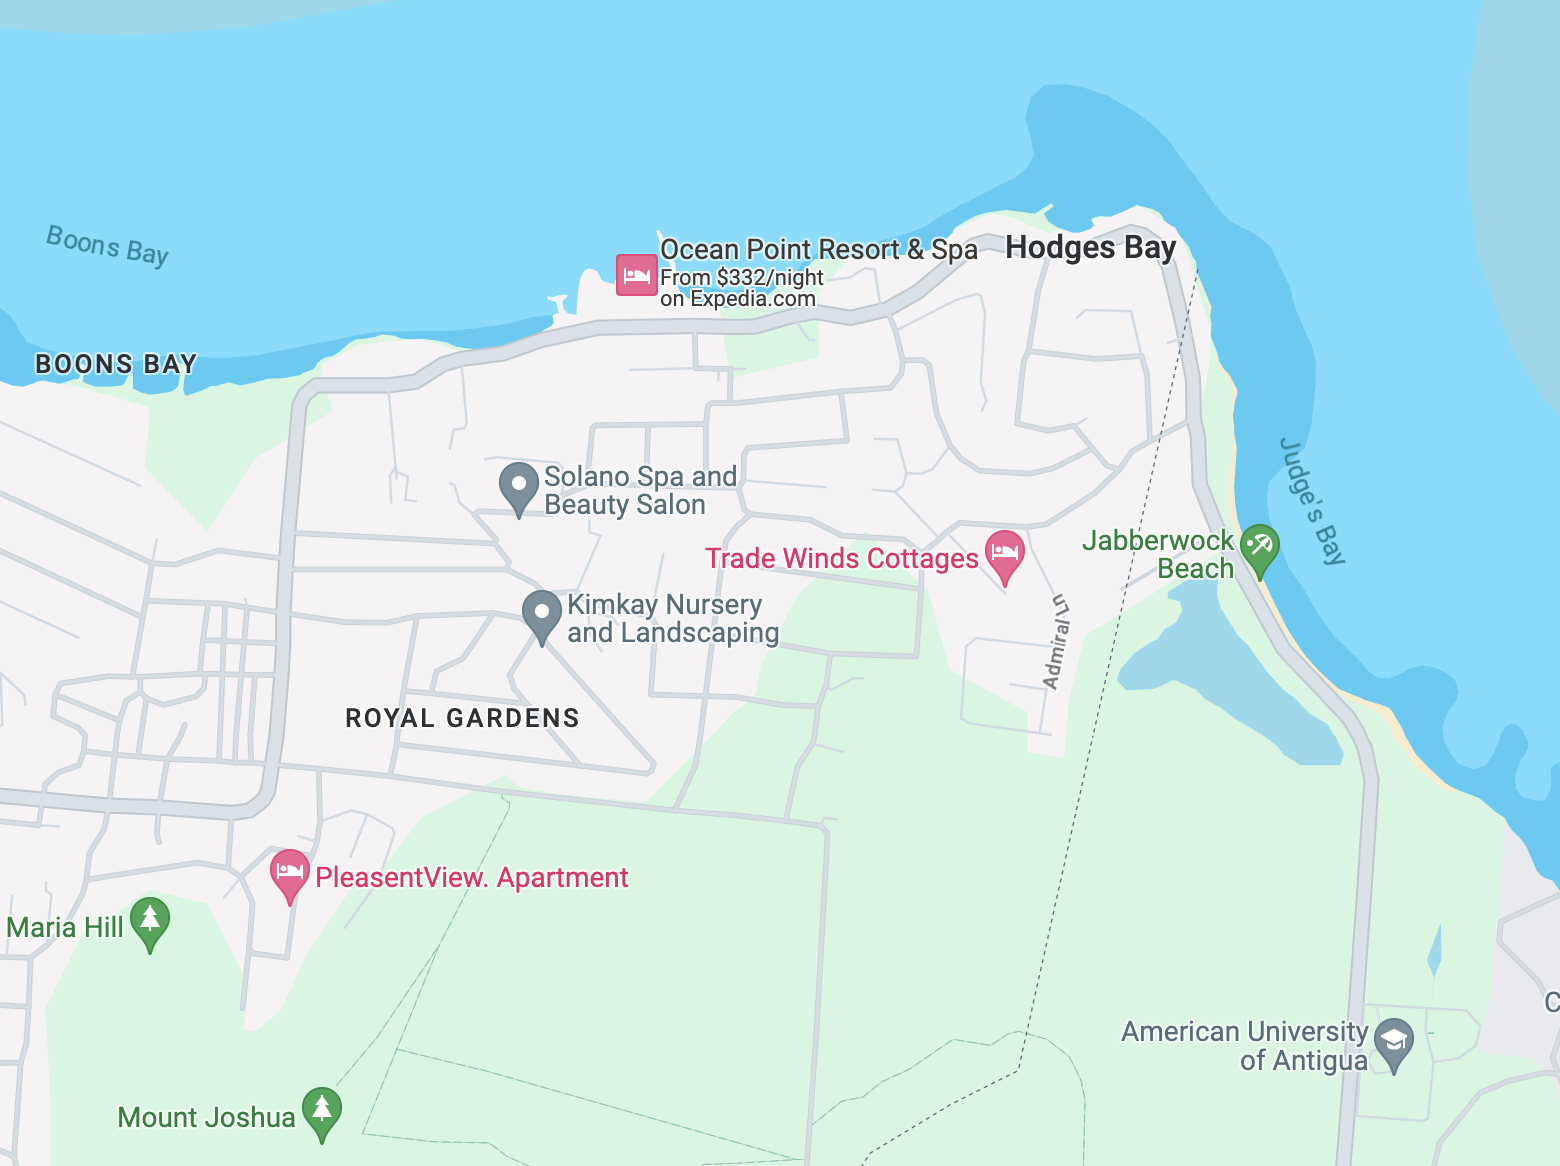 Boons Bay
Ocean Point Resort & Spa
From $332/night
on Expedia.com
Hodges Bay
BOONS BAY
Judge's Bay
Solano Spa and
Beauty Salon
Trade Winds Cottages
Jabberwock
Beach
Kimkay Nursery
and Landscaping
Admiral Ln
ROYAL GARDENS
PleasentView. Apartment
Maria Hill
C
American University
of Antigua
Mount Joshua